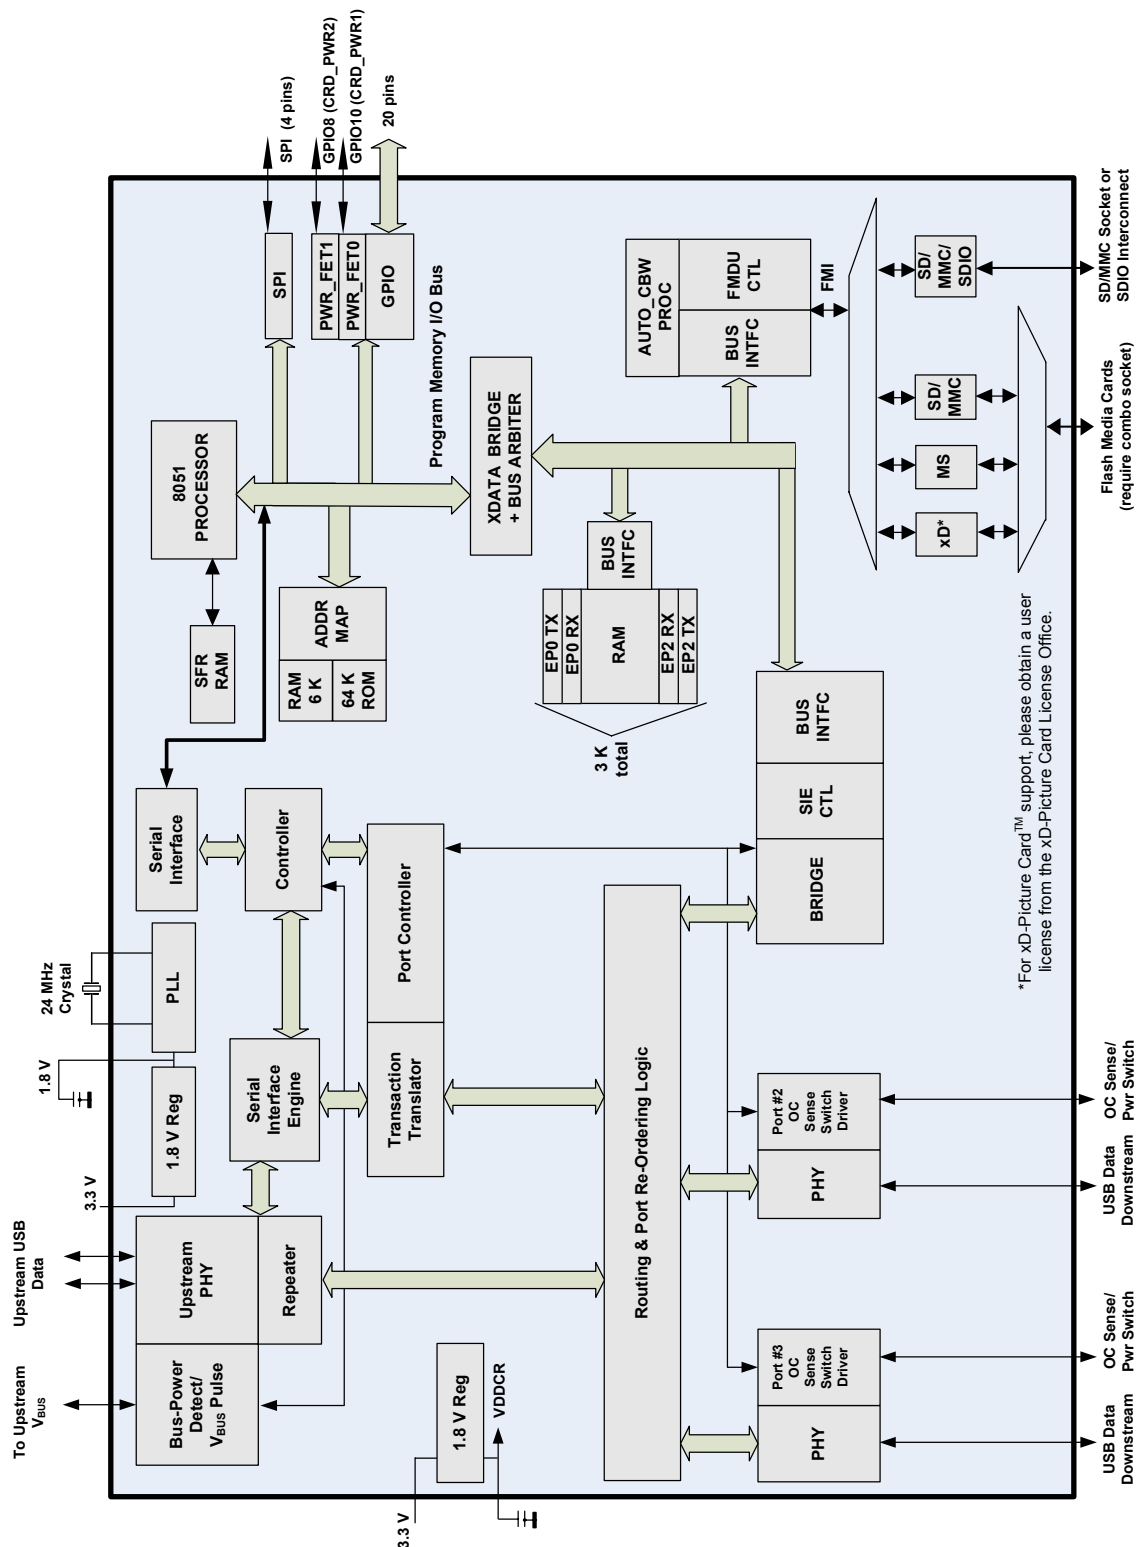 To Upstream
VBUS
Upstream USB
Data
3.3 V
1.8 V
24 MHz
Crystal
Bus-Power
Detect/
VBUS Pulse
Upstream
PHY
Repeater
1.8 V Reg
PLL
Serial
Interface
Serial
Interface
Engine
Controller
Transaction
Translator
Port Controller
3.3 V
1.8 V Reg
VDDCR
Routing & Port Re-Ordering Logic
PHY
Port #3
OC
Sense
Switch
Driver
PHY
Port #2
OC
Sense
Switch
Driver
BRIDGE
SIE
CTL
BUS
INTFC
USB Data
Downstream
OC Sense/
Pwr Switch
USB Data
Downstream
OC Sense/
Pwr Switch
SFR
RAM
8051
PROCESSOR
RAM
6 K
64 K
ROM
ADDR
MAP
SPI
SPI (4 pins)
PWR_FET1
PWR_FET0
GPIO
GPIO8 (CRD_PWR2)
GPIO10 (CRD_PWR1)
20 pins
Program Memory I/O Bus
XDATA BRIDGE
+ BUS ARBITER
3 K
total
EP0 TX
EP0 RX
RAM
EP2 RX
EP2 TX
BUS
INTFC
AUTO_CBW
PROC
BUS
INTFC
FMDU
CTL
FMI
xD*
MS
SD/
MMC
SD/
MMC/
SDIO
Flash Media Cards
(require combo socket)
SD/MMC Socket or
SDIO Interconnect
*For xD-Picture Card™ support, please obtain a user
license from the xD-Picture Card License Office.